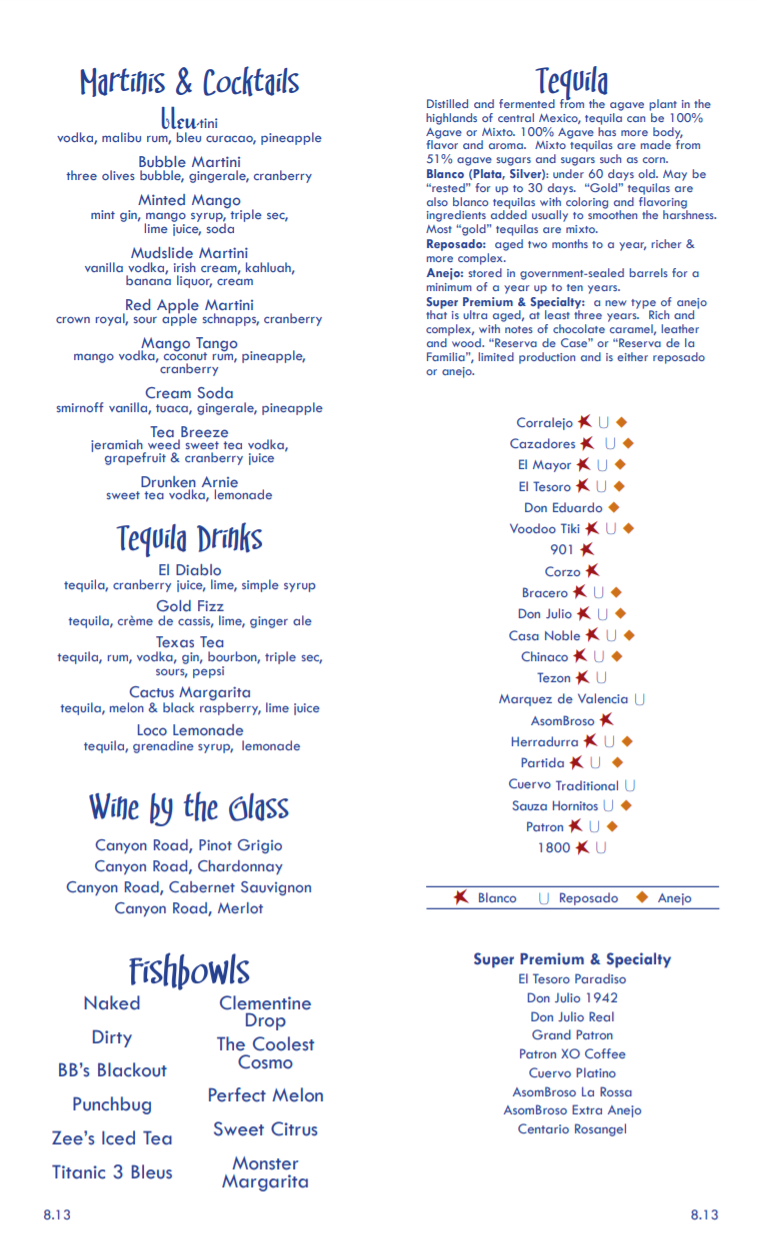 Martinis & Cocktails
bleu-tini
vodka, malibu rum, bleu curacao, pineapple
Bubble Martini
three olives bubble, gingerale, cranberry
Minted Mango
mint gin, mango syrup, triple sec,
lime juice, soda
Mudslide Martini
vanilla vodka, irish cream, kahluah,
banana liquor, cream
Red Apple Martini
crown royal, sour apple schnapps, cranberry
Mango Tango
mango vodka, coconut rum, pineapple,
cranberry
Cream Soda
smirnoff vanilla, tuaca, gingerale, pineapple
Tea Breeze
jeramiah weed sweet tea vodka,
grapefruit & cranberry juice
Drunken Arnie
sweet tea vodka, lemonade
Tequila Drinks
El Diablo
tequila, cranberry juice, lime, simple syrup
Gold Fizz
tequila, crème de cassis, lime, ginger ale
Texas Tea
tequila, rum, vodka, gin, bourbon, triple sec,
sours, pepsi
Cactus Margarita
tequila, melon & black raspberry, lime juice
Loco Lemonade
tequila, grenadine syrup, lemonade
Wine by the Glass
Canyon Road, Pinot Grigio
Canyon Road, Chardonnay
Canyon Road, Cabernet Sauvignon
Canyon Road, Merlot
Fishbowls
Naked
Dirty
BB's Blackout
Punchbug
Zee's Iced Tea
Titanic 3 Bleus
Clementine
Drop
The Coolest
Cosmo
Perfect Melon
Sweet Citrus
Monster
Margarita
8.13
Tequila
Distilled and fermented from the agave plant in the
highlands of central Mexico, tequila can be 100%
Agave or Mixto. 100% Agave has more body,
flavor and aroma. Mixto tequilas are made from
51% agave sugars and sugars such as corn.
Blanco (Plata, Silver): under 60 days old. May be
“rested” for up to 30 days. “Gold” tequilas are
also blanco tequilas with coloring and flavoring
ingredients added usually to smoothen the harshness.
Most “gold” tequilas are mixto.
Reposado: aged two months to a year, richer &
more complex.
Anejo: stored in government-sealed barrels for a
minimum of a year up to ten years.
Super Premium & Specialty: a new type of anejo
that is ultra aged, at least three years. Rich and
complex, with notes of chocolate caramel, leather
and wood. “Reserva de Case” or “Reserva de la
Familia”, limited production and is either reposado
or anejo.
Corralejo
Cazadores
El Mayor
El Tesoro
Don Eduardo
Voodoo Tiki
901
Corzo
Bracero
Don Julio
Casa Noble
Chinaco
Tezon
Marquez de Valencia
AsomBroso
Herradurra
Partida
Cuervo Traditional
Sauza Hornitos
Patron
1800
Blanco Reposado Anejo
Super Premium & Specialty
El Tesoro Paradiso
Don Julio 1942
Don Julio Real
Grand Patron
Patron XO Coffee
Cuervo Platino
AsomBroso La Rossa
AsomBroso Extra Anejo
Centario Rosangel
8.13